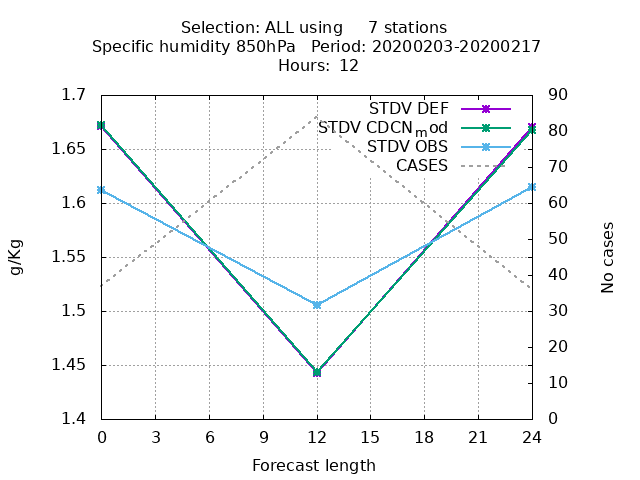 Selection: ALL using     7 stations
Specific humidity 850hPa   Period: 20200203-20200217
Hours:  12
STDV DEF
STDV CDCN_mod
STDV OBS
CASES
g/Kg
1.7
1.65
1.6
1.55
1.5
1.45
1.4
90
80
70
60
50
40
30
20
10
0
No cases
0 3 6 9 12 15 18 21 24
Forecast length